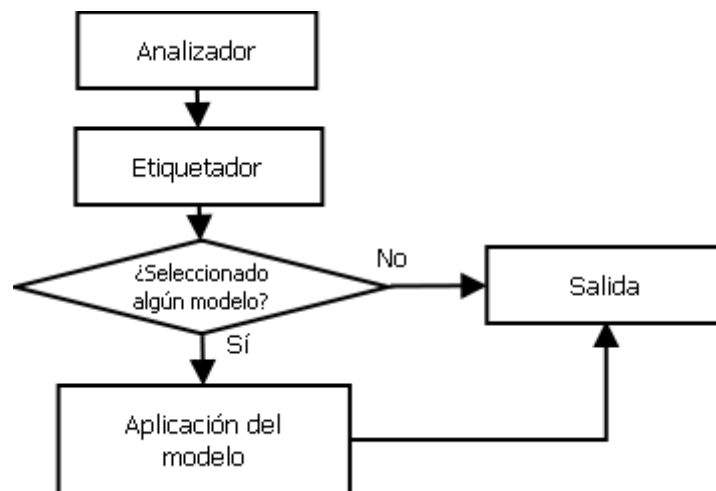 Analizador
Etiquetador
¿Seleccionado
algún modelo?
No
Salida
Sí
Aplicación del
modelo